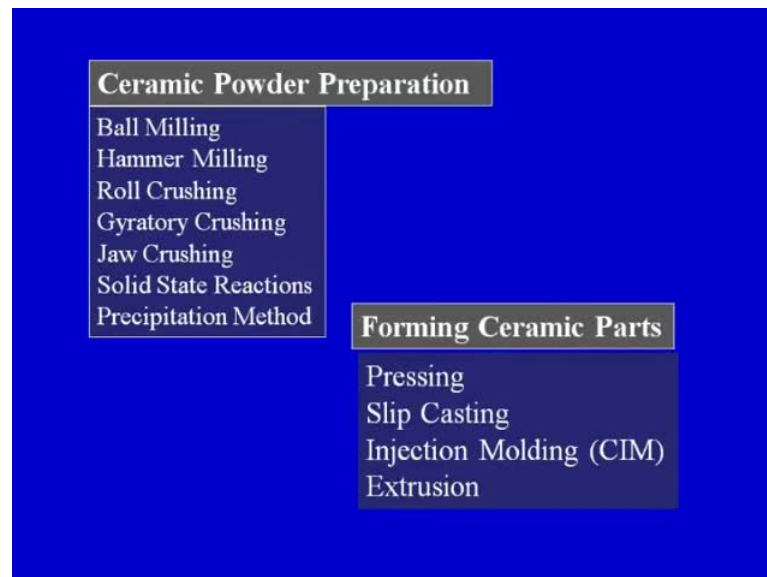 Ceramic Powder Preparation
Ball Milling
Hammer Milling
Roll Crushing
Gyratory Crushing
Jaw Crushing
Solid State Reactions
Precipitation Method
Forming Ceramic Parts
Pressing
Slip Casting
Injection Molding (CIM)
Extrusion